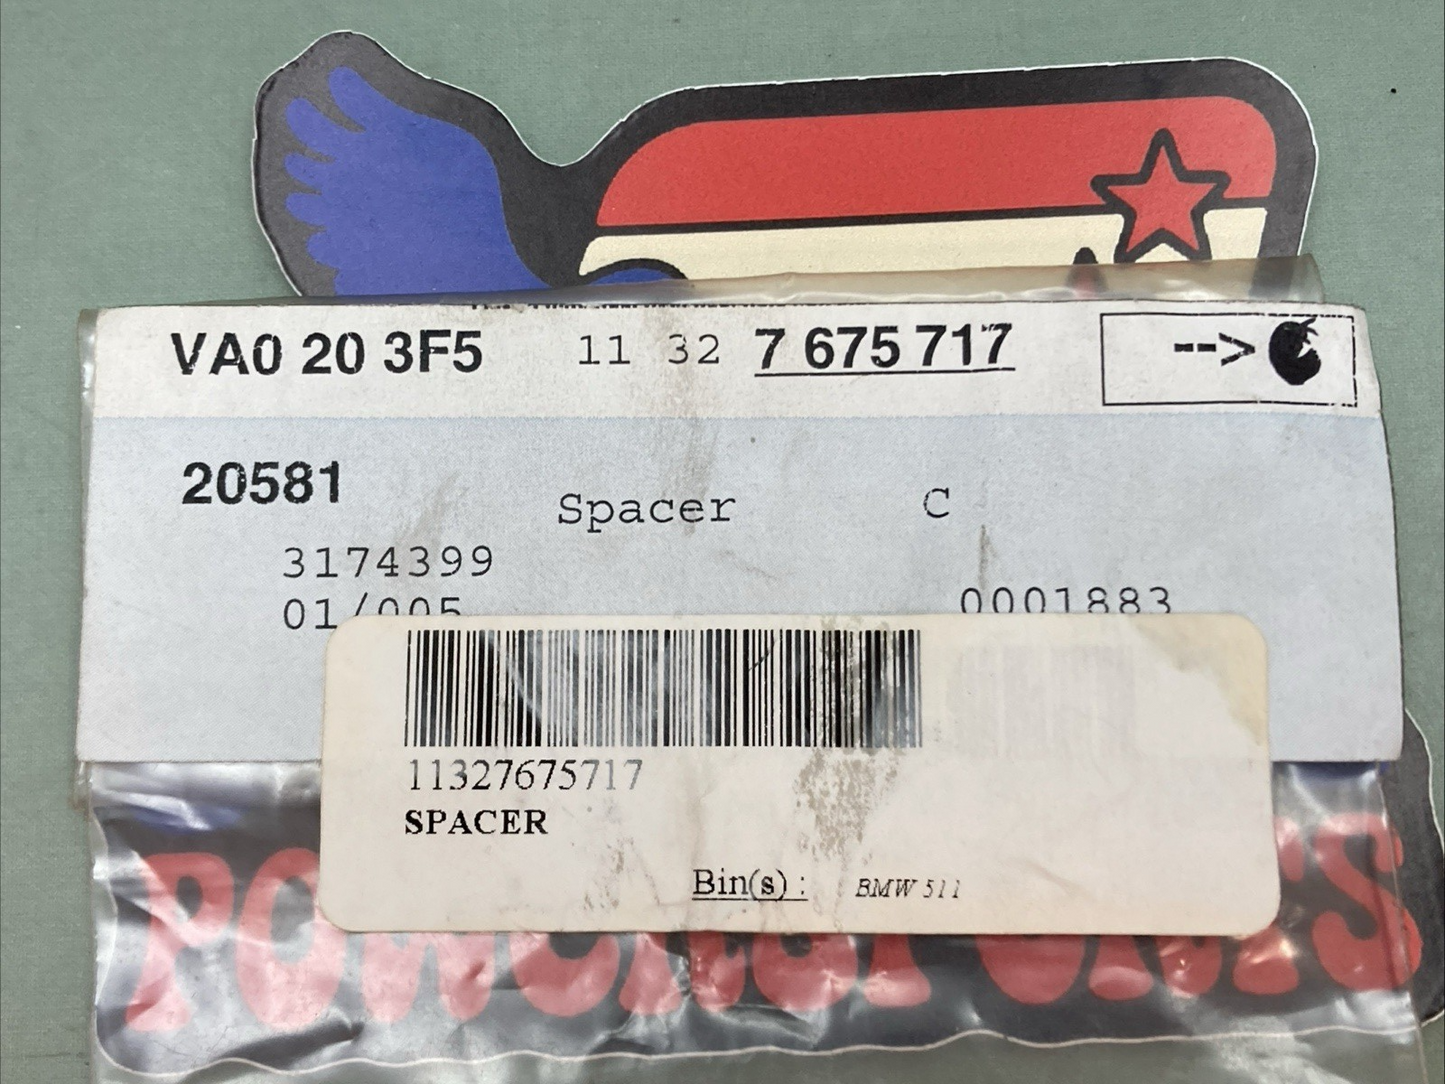 VA0 20 3F5 11 32 7 675 717 -->
20581
Spacer C
3174399
01/005 0001883
11327675717
SPACER
Bin(s) : BMW 511
POWERSPORTS